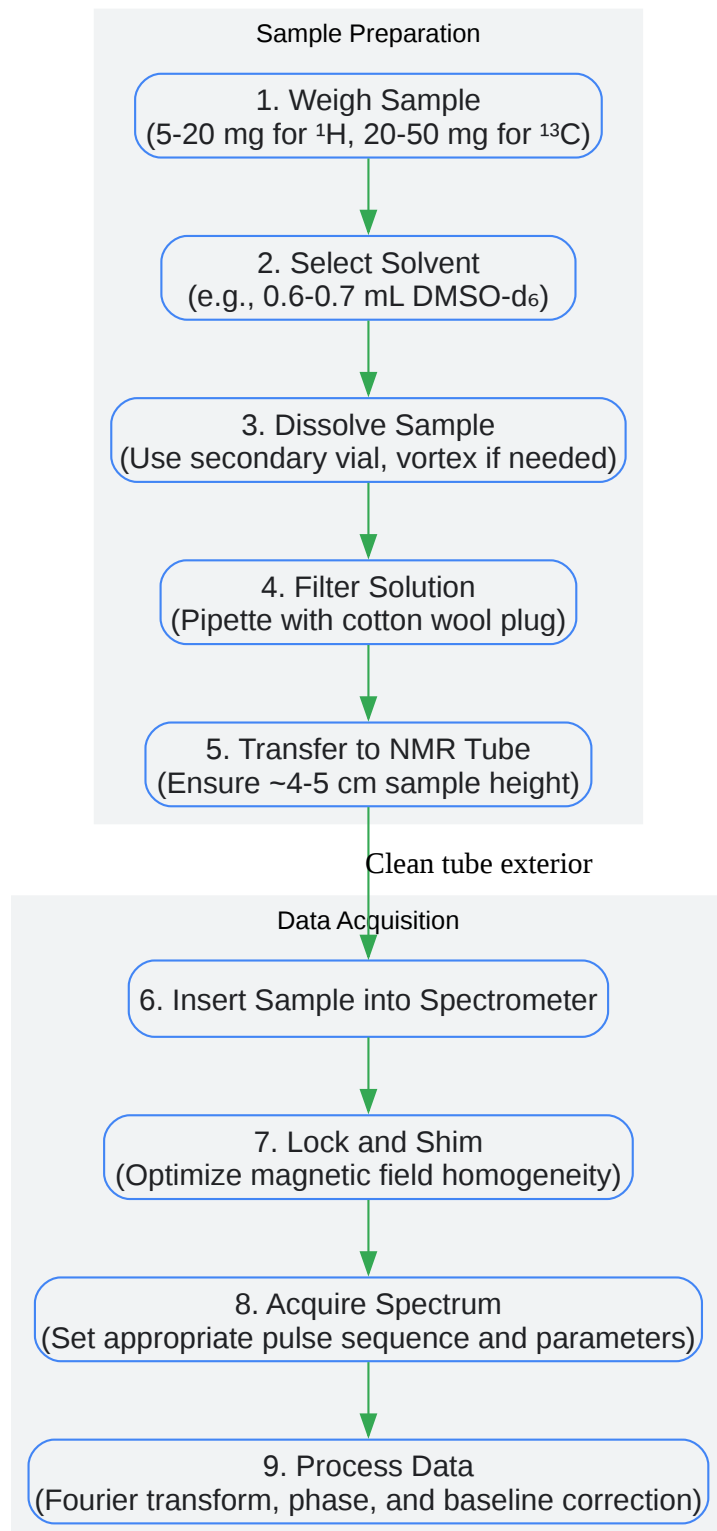 Sample Preparation
1. Weigh Sample
(5-20 mg for ¹H, 20-50 mg for ¹³C)
2. Select Solvent
(e.g., 0.6-0.7 mL DMSO-d₆)
3. Dissolve Sample
(Use secondary vial, vortex if needed)
4. Filter Solution
(Pipette with cotton wool plug)
5. Transfer to NMR Tube
(Ensure ~4-5 cm sample height)
Clean tube exterior
Data Acquisition
6. Insert Sample into Spectrometer
7. Lock and Shim
(Optimize magnetic field homogeneity)
8. Acquire Spectrum
(Set appropriate pulse sequence and parameters)
9. Process Data
(Fourier transform, phase, and baseline correction)